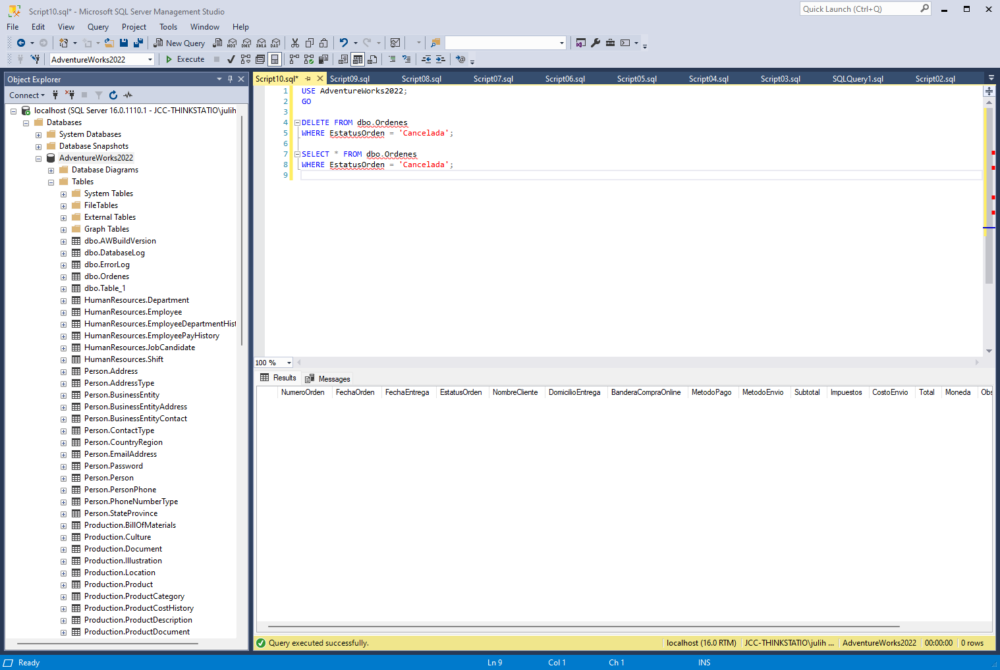 Script10.sql* - Microsoft SQL Server Management Studio
Quick Launch (Ctrl+Q)
File Edit View Query Project Tools Window Help
New Query
MDX DMX XMLA DAX
AdventureWorks2022
Execute
Object Explorer
Connect
localhost (SQL Server 16.0.1110.1 - JCC-THINKSTATIO\julih
Databases
System Databases
Database Snapshots
AdventureWorks2022
Database Diagrams
Tables
System Tables
FileTables
External Tables
Graph Tables
dbo.AWBuildVersion
dbo.DatabaseLog
dbo.ErrorLog
dbo.Ordenes
dbo.Table_1
HumanResources.Department
HumanResources.Employee
HumanResources.EmployeeDepartmentHist
HumanResources.EmployeePayHistory
HumanResources.JobCandidate
HumanResources.Shift
Person.Address
Person.AddressType
Person.BusinessEntity
Person.BusinessEntityAddress
Person.BusinessEntityContact
Person.ContactType
Person.CountryRegion
Person.EmailAddress
Person.Password
Person.Person
Person.PersonPhone
Person.PhoneNumberType
Person.StateProvince
Production.BillOfMaterials
Production.Culture
Production.Document
Production.Illustration
Production.Location
Production.Product
Production.ProductCategory
Production.ProductCostHistory
Production.ProductDescription
Production.ProductDocument
Script10.sql* Script09.sql Script08.sql Script07.sql Script06.sql Script05.sql Script04.sql Script03.sql SQLQuery1.sql Script02.sql
1 USE AdventureWorks2022;
2 GO
3
4 DELETE FROM dbo.Ordenes
5 WHERE EstatusOrden = 'Cancelada';
6
7 SELECT * FROM dbo.Ordenes
8 WHERE EstatusOrden = 'Cancelada';
9
100 %
Results Messages
NumeroOrden FechaOrden FechaEntrega EstatusOrden NombreCliente DomicilioEntrega BanderaCompraOnline MetodoPago MetodoEnvio Subtotal Impuestos CostoEnvio Total Moneda Obs
Query executed successfully. localhost (16.0 RTM) JCC-THINKSTATIO\julih ... AdventureWorks2022 00:00:00 0 rows
Ready Ln 9 Col 1 Ch 1 INS